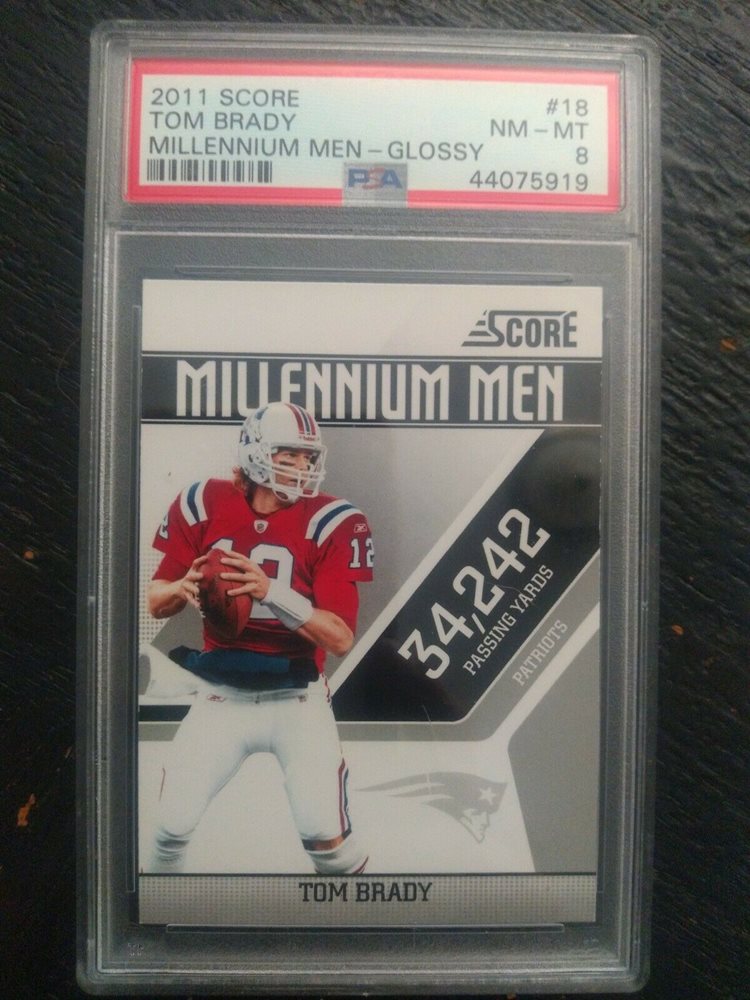 2011 SCORE #18
TOM BRADY NM - MT
MILLENNIUM MEN - GLOSSY 8
PSA 44075919
SCORE
MILLENNIUM MEN
12
12
34,242
PASSING YARDS
PATRIOTS
TOM BRADY